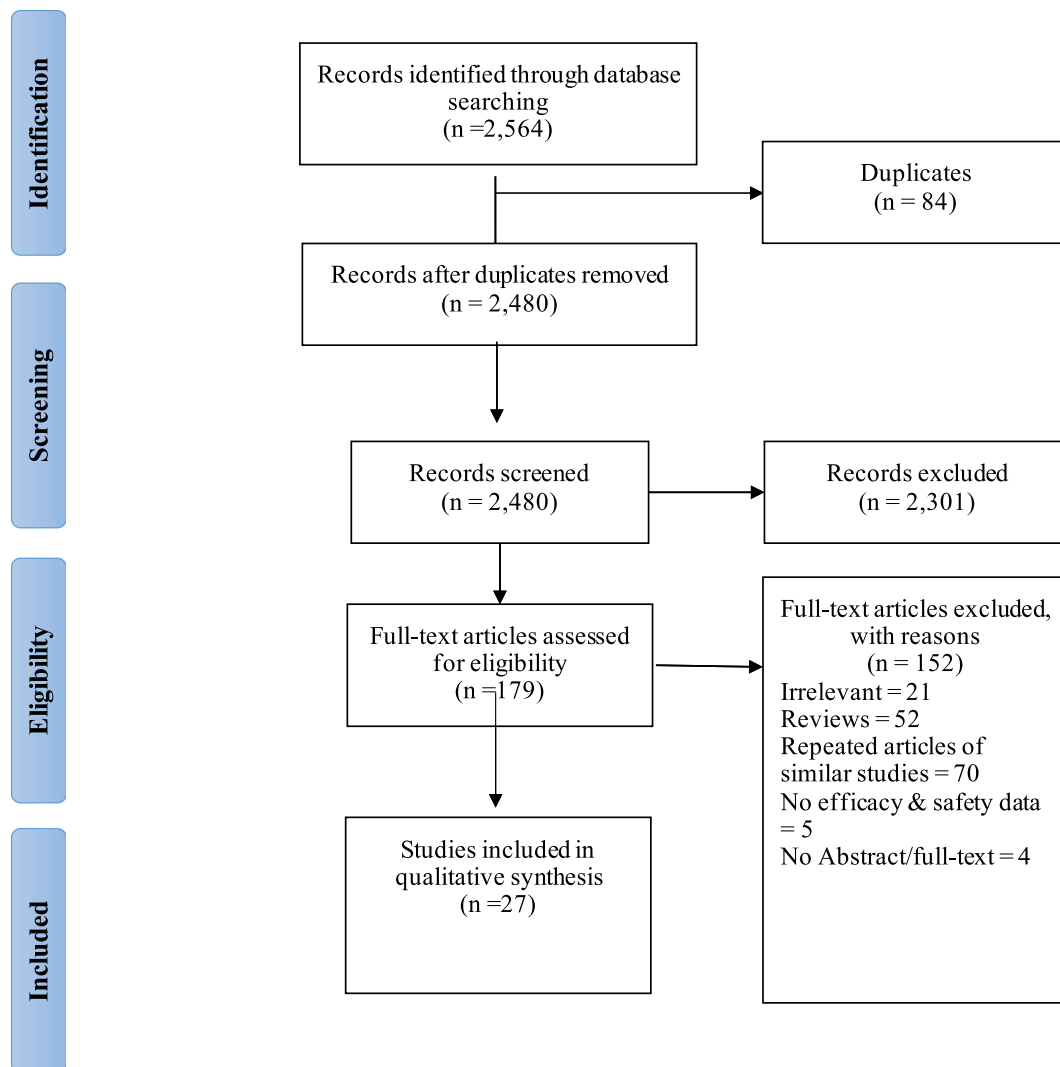 Identification
Records identified through database
searching
(n =2,564)
Duplicates
(n = 84)
Records after duplicates removed
(n = 2,480)
Screening
Records screened
(n = 2,480)
Records excluded
(n = 2,301)
Eligibility
Full-text articles assessed
for eligibility
(n =179)
Full-text articles excluded,
with reasons
(n = 152)
Irrelevant = 21
Reviews = 52
Repeated articles of
similar studies = 70
No efficacy & safety data
= 5
No Abstract/full-text = 4
Included
Studies included in
qualitative synthesis
(n =27)